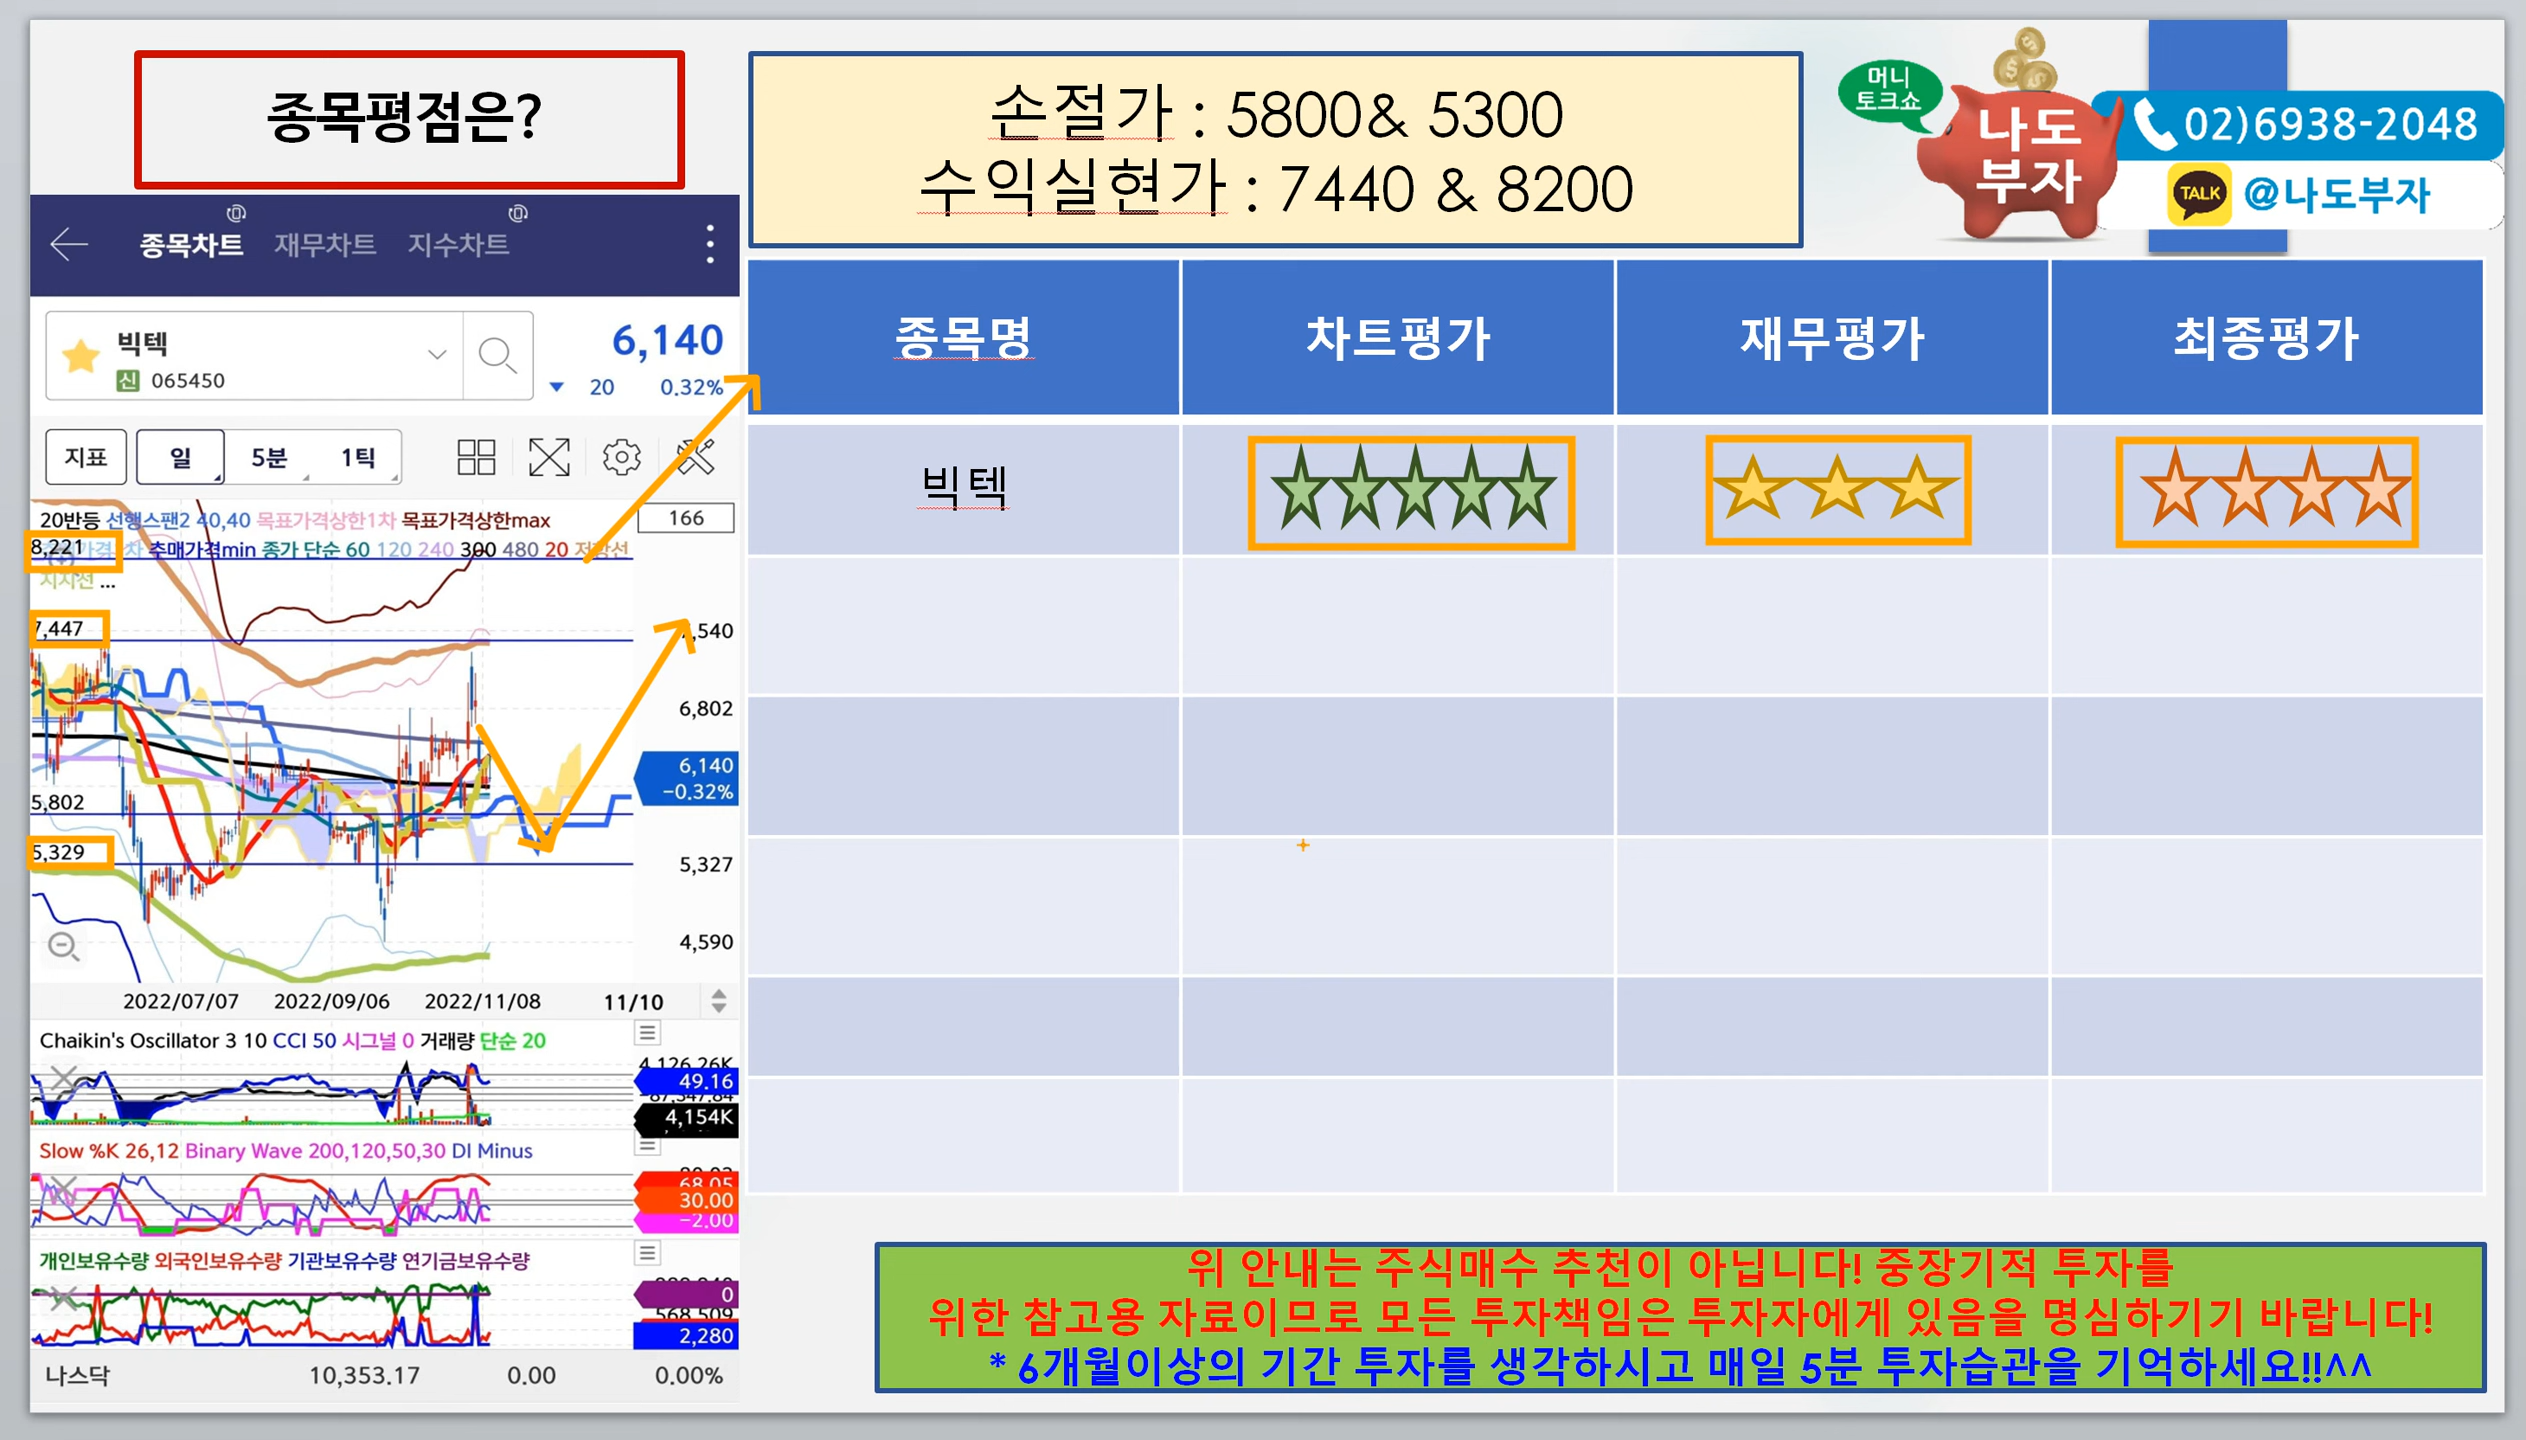 종목평점은?
손절가 : 5800& 5300
수익실현가 : 7440 & 8200
머니
토크쇼
나도
부자
02)6938-2048
TALK @나도부자
종목차트 재무차트 지수차트
빅텍
신 065450
6,140
▼ 20 0.32%
지표 일 5분 1틱
20반등 선행스팬2 40,40 목표가격상한1차 목표가격상한max
166
8,221
추매가격min 종가 단순 60 120 240 300 480 20 저항선
지지선 ...
7,447
,540
6,802
6,140
−0.32%
5,802
5,329
5,327
4,590
2022/07/07 2022/09/06 2022/11/08 11/10
Chaikin's Oscillator 3 10 CCI 50 시그널 0 거래량 단순 20
4,126.26K
49.16
4,154K
Slow %K 26,12 Binary Wave 200,120,50,30 DI Minus
68.05
30.00
−2.00
개인보유수량 외국인보유수량 기관보유수량 연기금보유수량
0
568,509
2,280
나스닥 10,353.17 0.00 0.00%
종목명 차트평가 재무평가 최종평가
빅텍
위 안내는 주식매수 추천이 아닙니다! 중장기적 투자를
위한 참고용 자료이므로 모든 투자책임은 투자자에게 있음을 명심하기기 바랍니다!
* 6개월이상의 기간 투자를 생각하시고 매일 5분 투자습관을 기억하세요!!^^